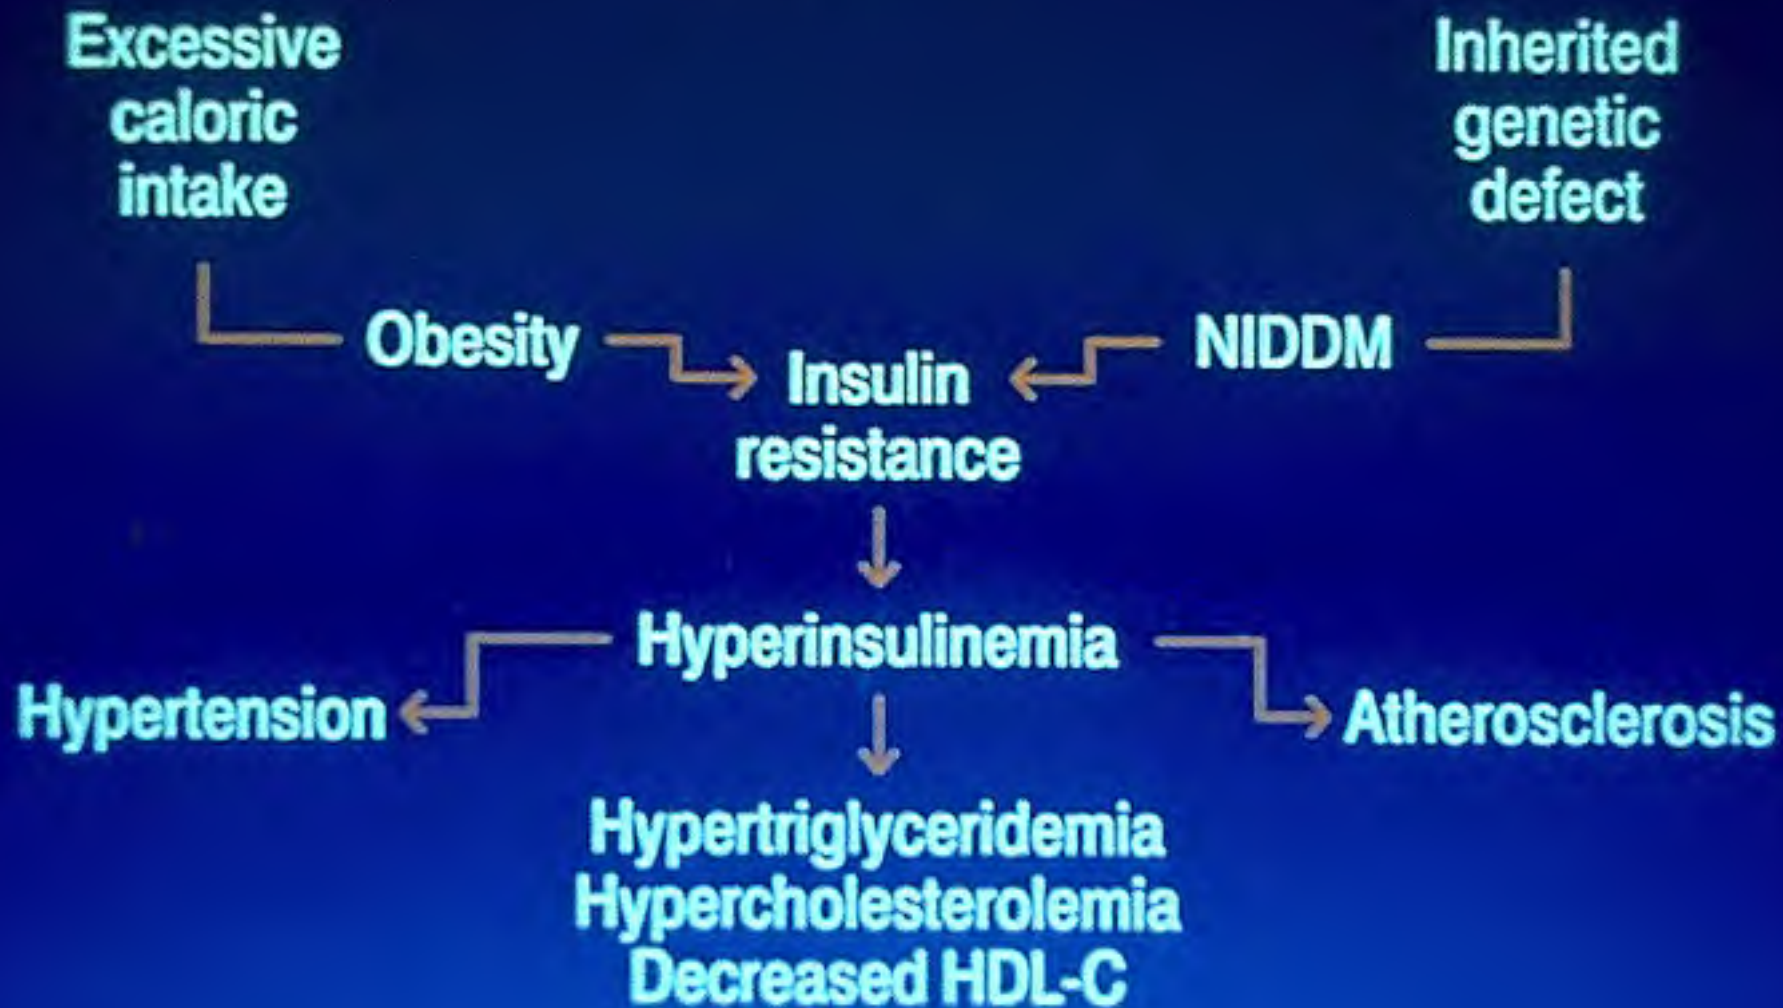 Excessive
caloric
intake
Inherited
genetic
defect
Obesity
NIDDM
Insulin
resistance
Hyperinsulinemia
Hypertension
Atherosclerosis
Hypertriglyceridemia
Hypercholesterolemia
Decreased HDL-C